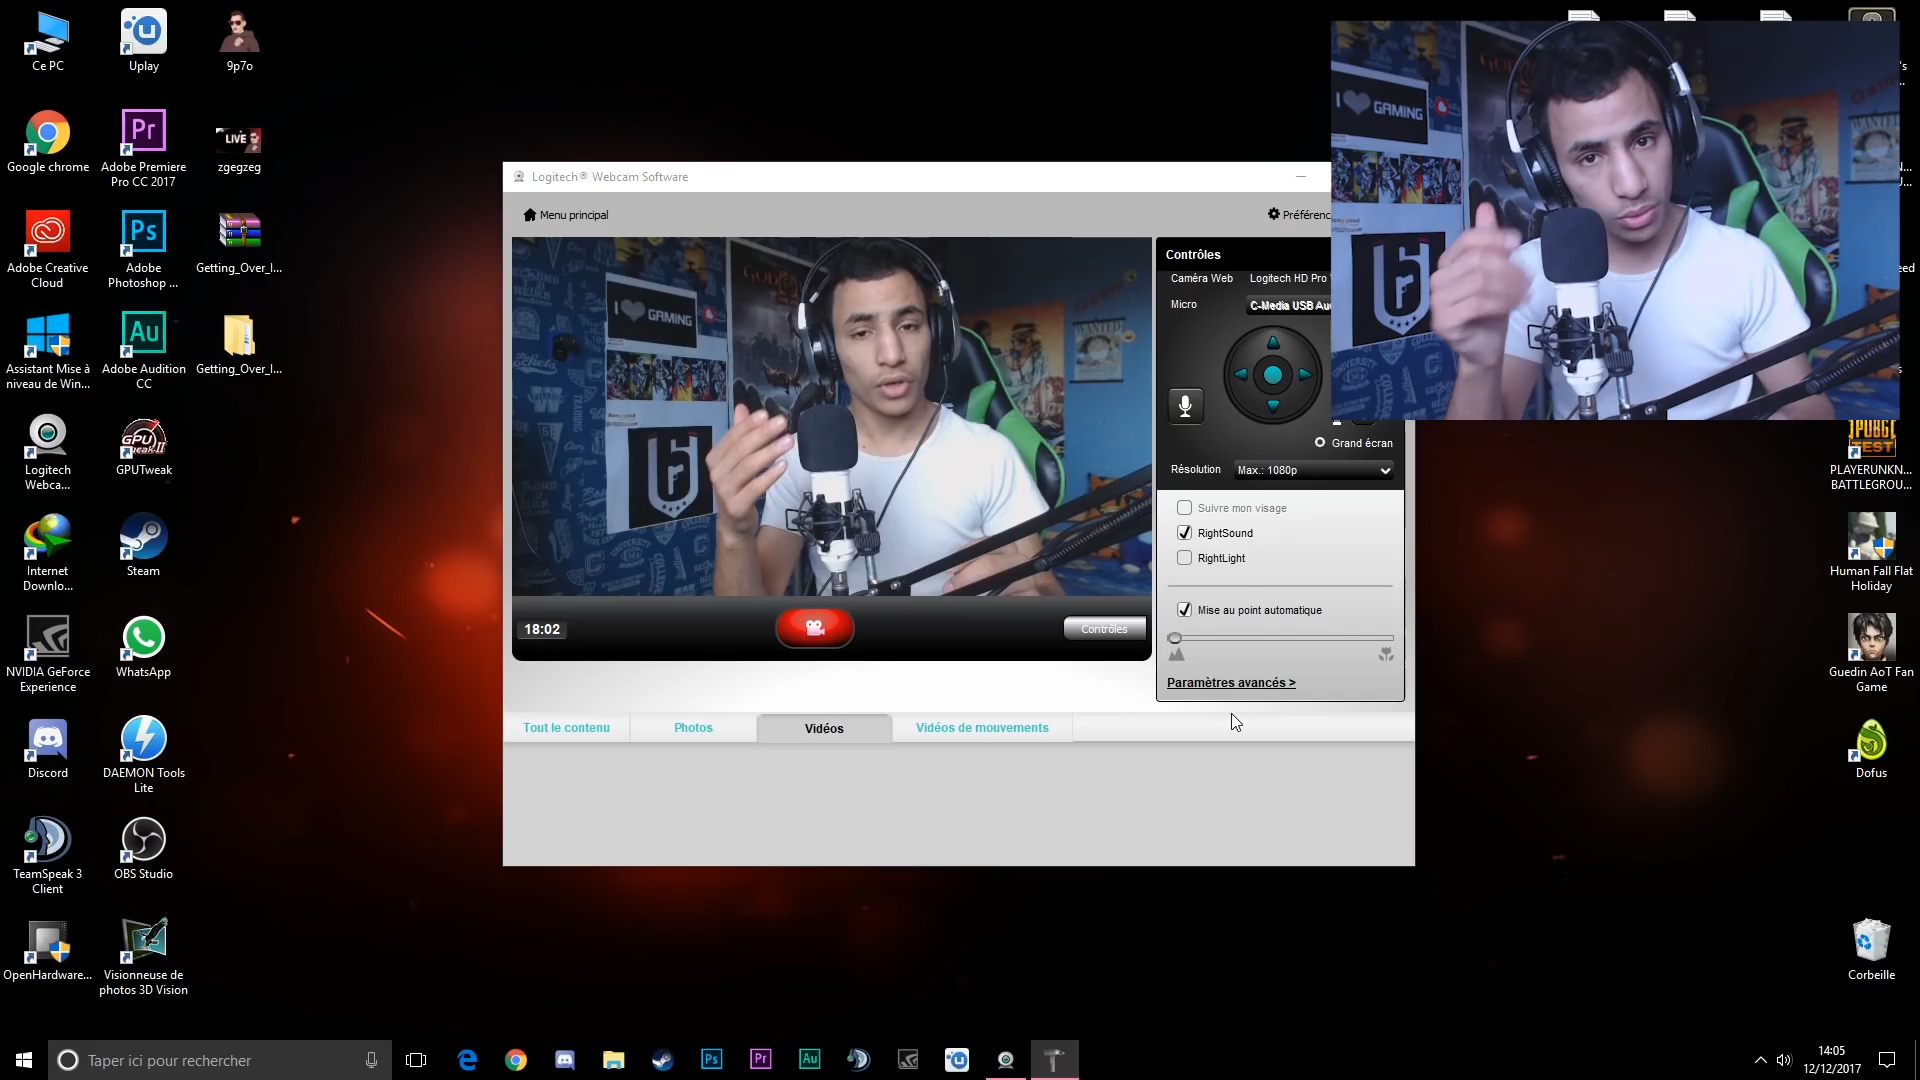 Ce PC
Uplay
9p7o
Google chrome
Adobe Premiere
Pro CC 2017
zgegzeg
LIVE
Adobe Creative
Cloud
Adobe
Photoshop ...
Getting_Over_I...
Assistant Mise à
niveau de Win...
Adobe Audition
CC
Getting_Over_I...
Logitech
Webca...
GPUTweak
Internet
Downlo...
Steam
NVIDIA GeForce
Experience
WhatsApp
Discord
DAEMON Tools
Lite
TeamSpeak 3
Client
OBS Studio
OpenHardware...
Visionneuse de
photos 3D Vision
Logitech® Webcam Software
Menu principal
Préférenc
I ❤ GAMING
WANTED
18:02
Contrôles
Contrôles
Caméra Web
Logitech HD Pro
Micro
C-Media USB Aud
Grand écran
Résolution
Max.: 1080p
Suivre mon visage
RightSound
RightLight
Mise au point automatique
Paramètres avancés >
Tout le contenu
Photos
Vidéos
Vidéos de mouvements
I ❤ GAMING
PUBG
TEST
PLAYERUNKN...
BATTLEGROU...
Human Fall Flat
Holiday
Guedin AoT Fan
Game
Dofus
Corbeille
Taper ici pour rechercher
14:05
12/12/2017